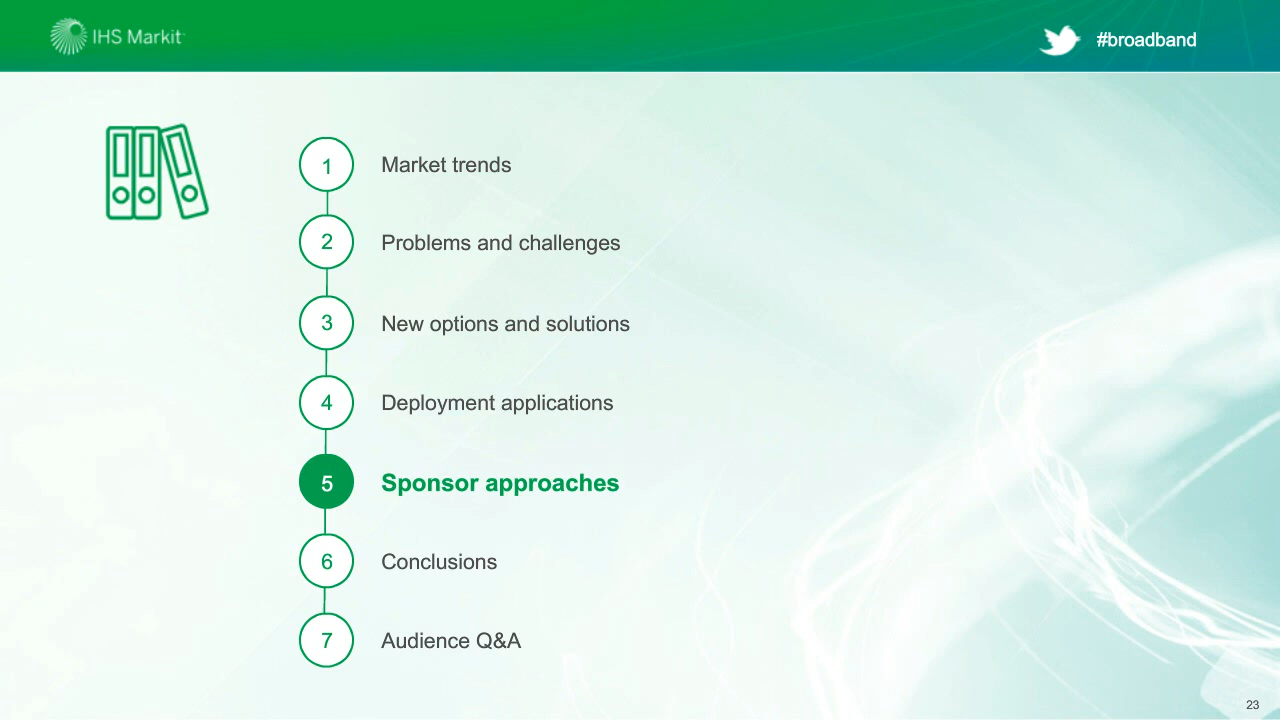 IHS Markit™
#broadband
1 Market trends
2 Problems and challenges
3 New options and solutions
4 Deployment applications
5 Sponsor approaches
6 Conclusions
7 Audience Q&A
23